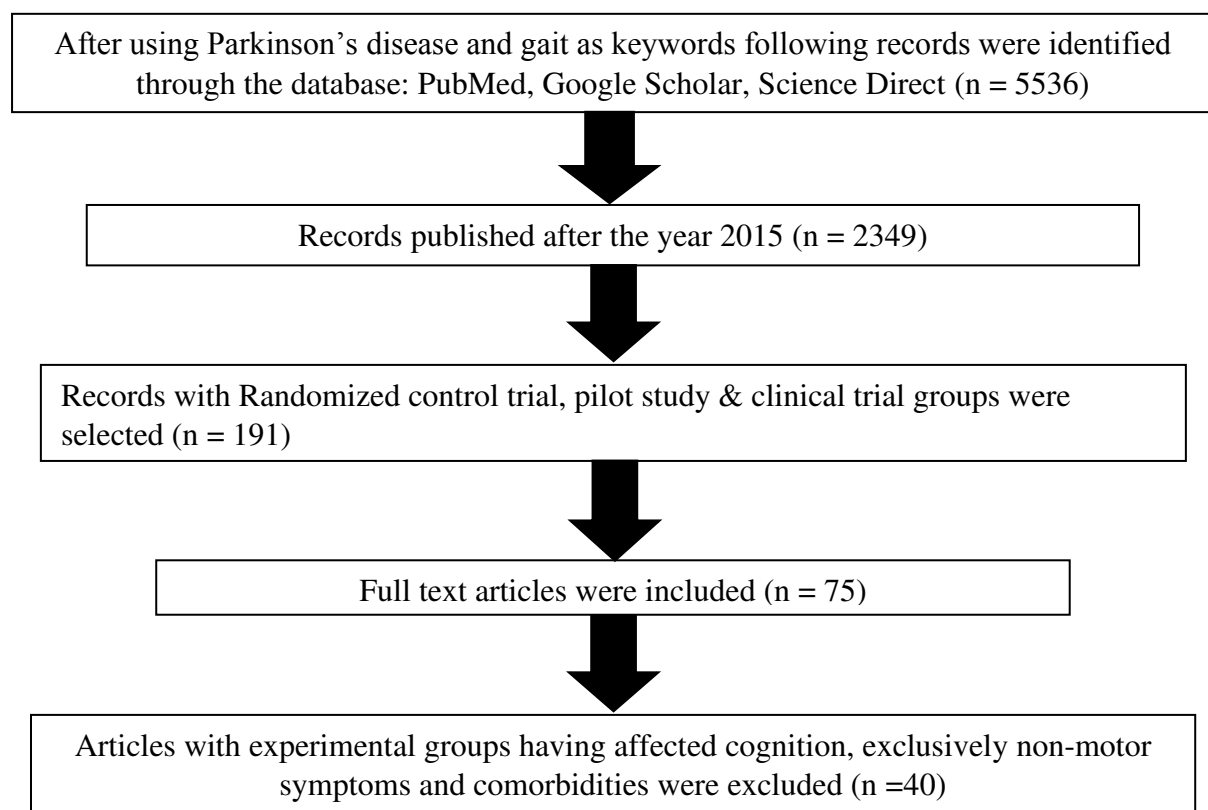 After using Parkinson’s disease and gait as keywords following records were identified
through the database: PubMed, Google Scholar, Science Direct (n = 5536)
Records published after the year 2015 (n = 2349)
Records with Randomized control trial, pilot study & clinical trial groups were
selected (n = 191)
Full text articles were included (n = 75)
Articles with experimental groups having affected cognition, exclusively non-motor
symptoms and comorbidities were excluded (n =40)